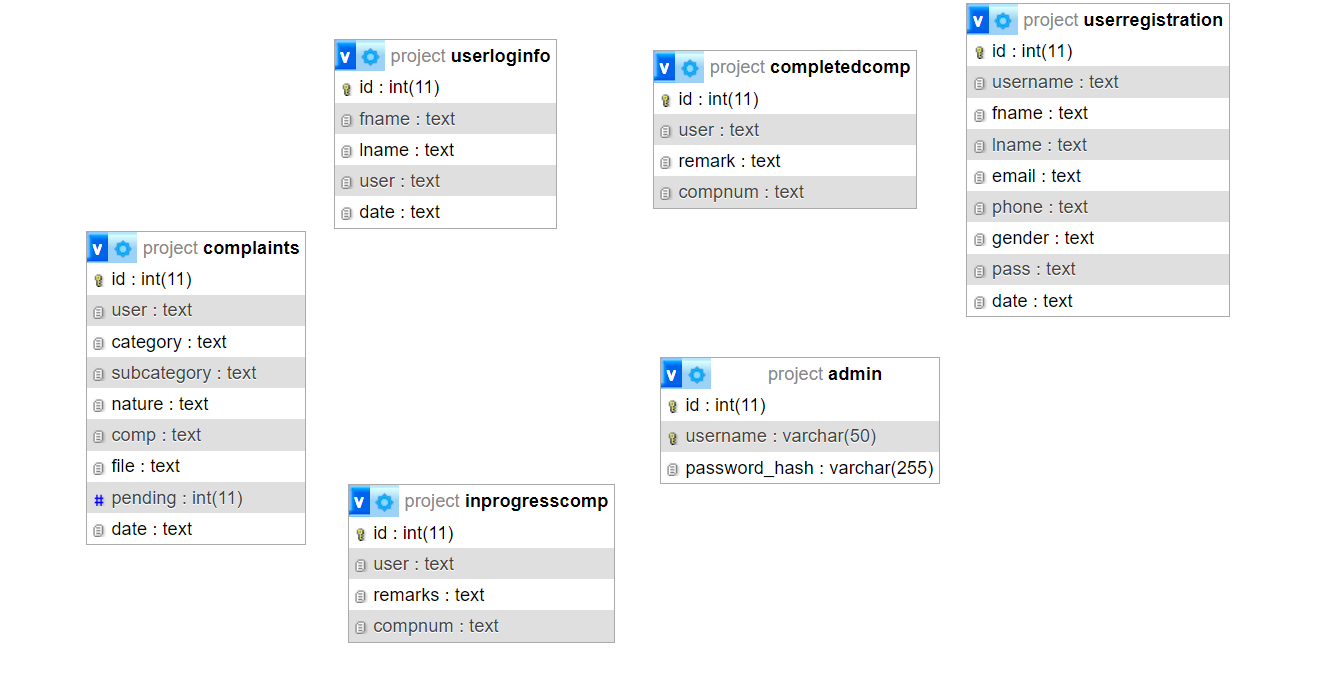 project userloginfo
id : int(11)
fname : text
lname : text
user : text
date : text
project completedcomp
id : int(11)
user : text
remark : text
compnum : text
project userregistration
id : int(11)
username : text
fname : text
lname : text
email : text
phone : text
gender : text
pass : text
date : text
project complaints
id : int(11)
user : text
category : text
subcategory : text
nature : text
comp : text
file : text
# pending : int(11)
date : text
project admin
id : int(11)
username : varchar(50)
password_hash : varchar(255)
project inprogresscomp
id : int(11)
user : text
remarks : text
compnum : text